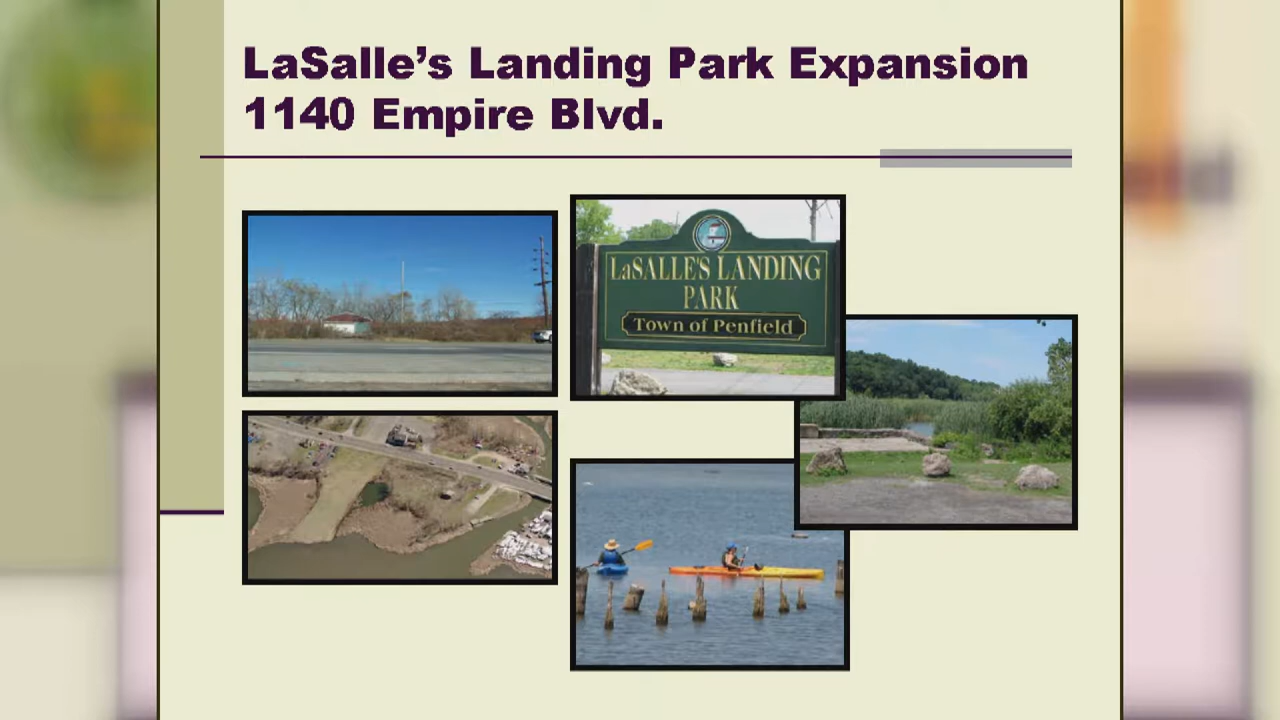 LaSalle's Landing Park Expansion
1140 Empire Blvd.
LaSALLE'S LANDING
PARK
Town of Penfield